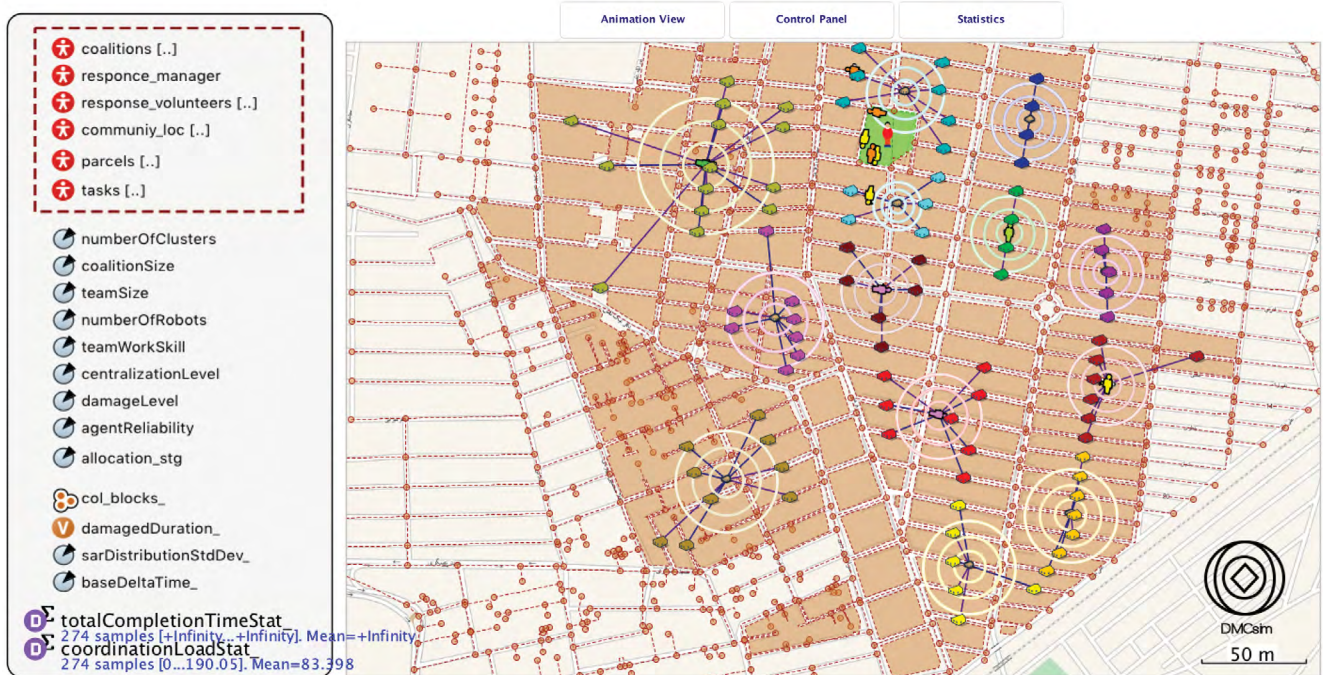 Animation View
Control Panel
Statistics
coalitions [..]
responce_manager
response_volunteers [..]
communiy_loc [..]
parcels [..]
tasks [..]
numberOfClusters
coalitionSize
teamSize
numberOfRobots
teamWorkSkill
centralizationLevel
damageLevel
agentReliability
allocation_stg
col_blocks_
V damagedDuration_
sarDistributionStdDev_
baseDeltaTime_
D Σ totalCompletionTimeStat_
274 samples [+Infinity...+Infinity]. Mean=+Infinity
D Σ coordinationLoadStat_
274 samples [0...190.05]. Mean=83.398
DMCsim
50 m